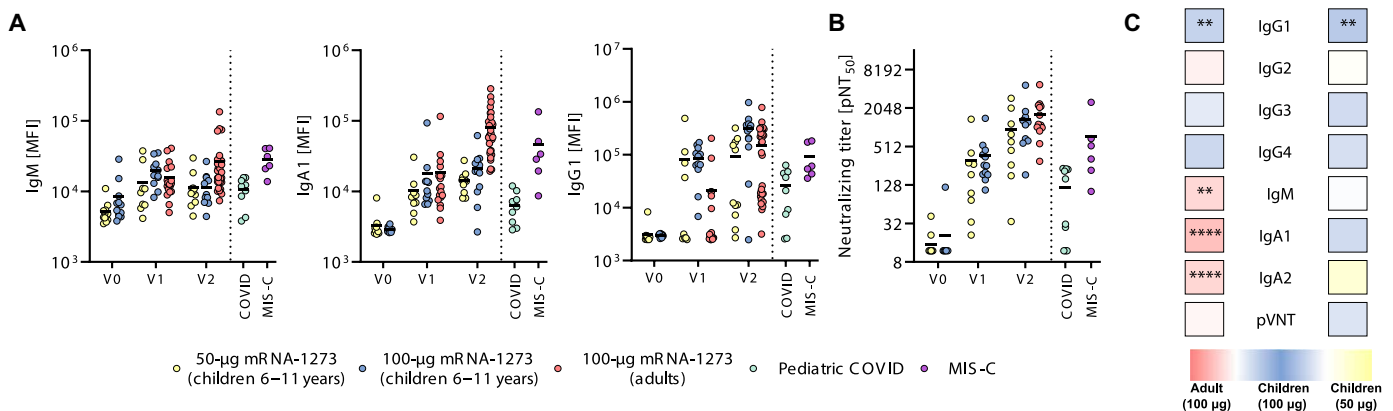 A
B
C
IgM [MFI]
10⁶
10⁵
10⁴
10³
V0 V1 V2 COVID MIS-C
IgA 1 [MFI]
10⁶
10⁵
10⁴
10³
V0 V1 V2 COVID MIS-C
IgG 1 [MFI]
10⁷
10⁶
10⁵
10⁴
10³
V0 V1 V2 COVID MIS-C
Neutralizing titer [pNT₅₀]
8192
2048
512
128
32
8
V0 V1 V2 COVID MIS-C
** IgG1 **
IgG2
IgG3
IgG4
** IgM
**** IgA1
**** IgA2
pVNT
Adult Children Children
(100 μg) (100 μg) (50 μg)
50-μg mRNA-1273
(children 6–11 years)
100-μg mRNA-1273
(children 6–11 years)
100-μg mRNA-1273
(adults)
Pediatric COVID
MIS-C